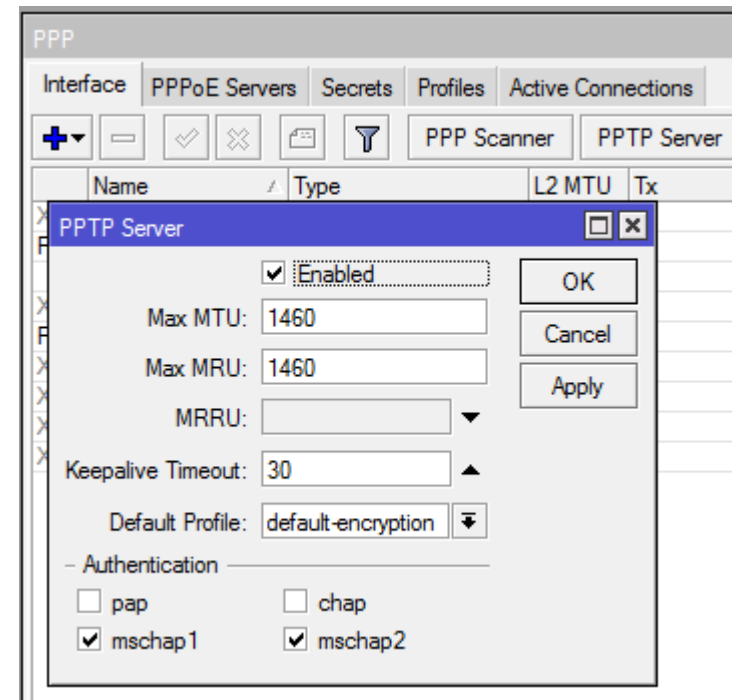 PPP
Interface PPPoE Servers Secrets Profiles Active Connections
PPP Scanner PPTP Server
Name Type L2 MTU Tx
PPTP Server
Enabled OK
Max MTU: 1460 Cancel
Max MRU: 1460 Apply
MRRU:
Keepalive Timeout: 30
Default Profile: default-encryption
Authentication
pap chap
mschap1 mschap2